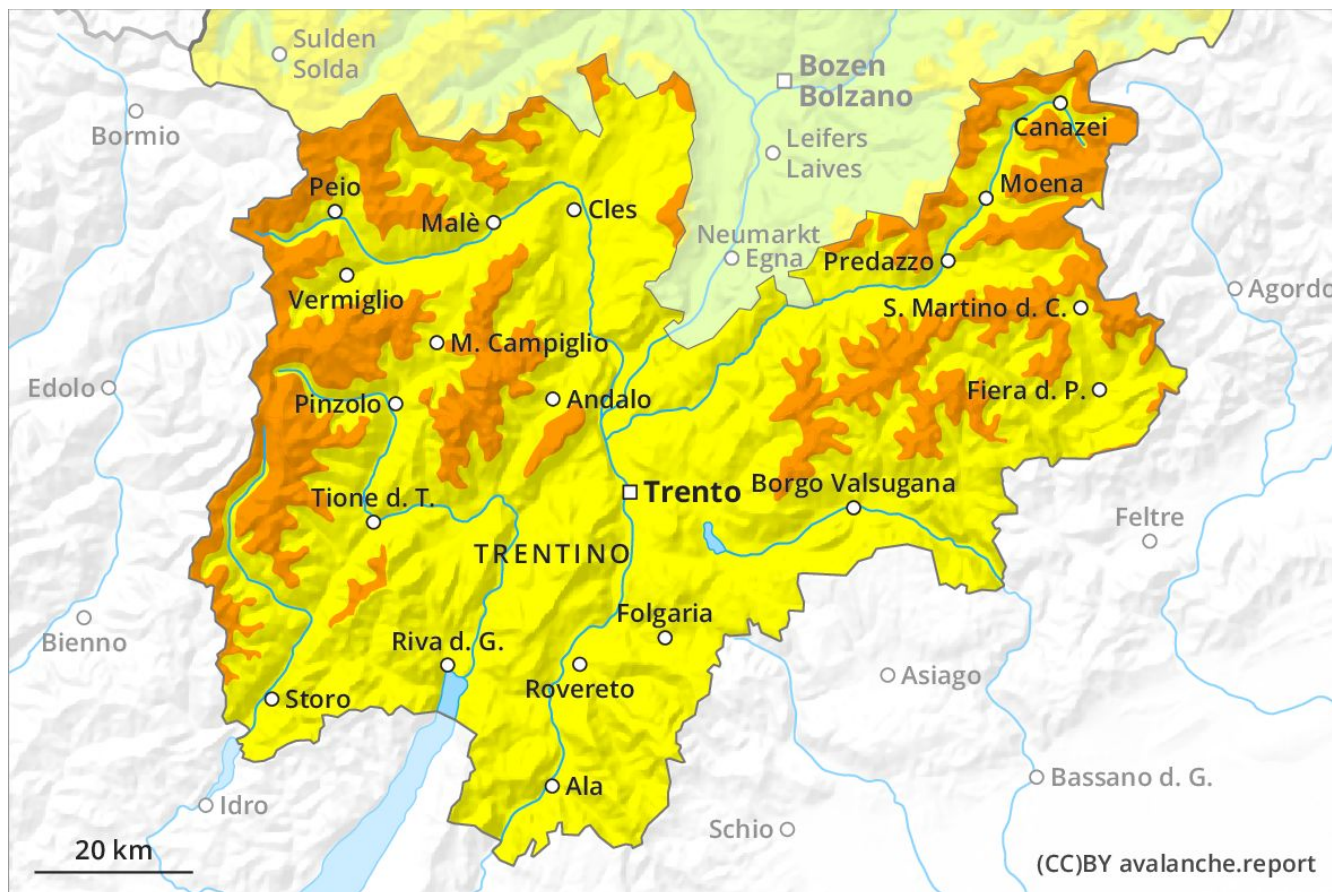 Sulden
Solda
Bozen
Bolzano
Bormio
Canazei
Leifers
Laives
Peio
Moena
Malè
Cles
Neumarkt
Egna
Predazzo
Vermiglio
Agordo
S. Martino d. C.
M. Campiglio
Edolo
Pinzolo
Andalo
Fiera d. P.
Trento
Borgo Valsugana
Tione d. T.
Feltre
TRENTINO
Bienno
Folgaria
Riva d. G.
Asiago
Rovereto
Storo
Bassano d. G.
Ala
Idro
Schio
20 km
(CC)BY avalanche.report